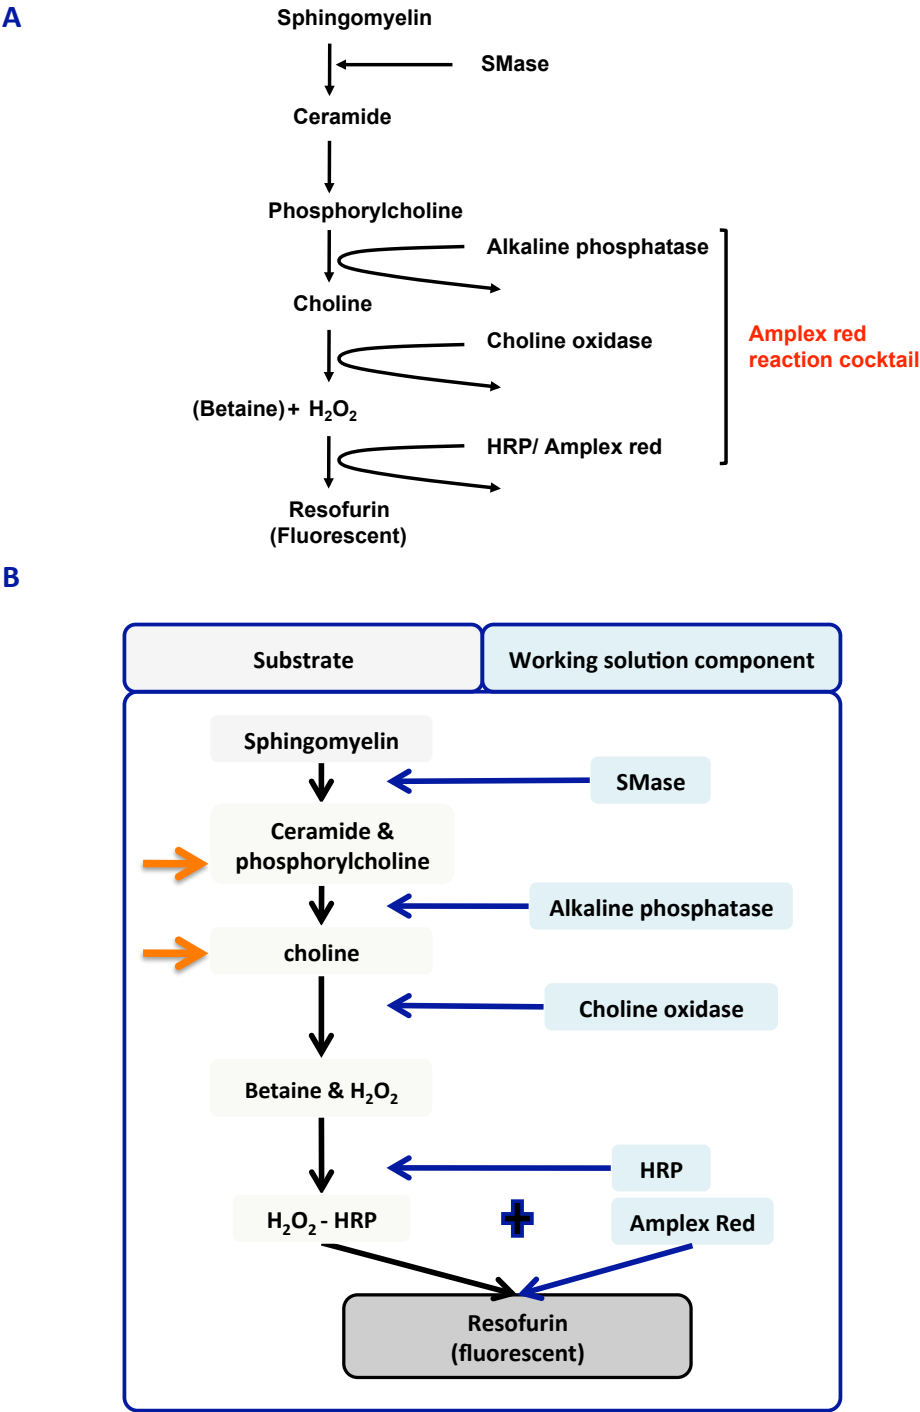 A
Sphingomyelin
SMase
Ceramide
Phosphorylcholine
Alkaline phosphatase
Choline
Amplex red
reaction cocktail
Choline oxidase
(Betaine) + H₂O₂
HRP/ Amplex red
Resofurin
(Fluorescent)
B
Substrate
Working solution component
Sphingomyelin
SMase
Ceramide &
phosphorylcholine
Alkaline phosphatase
choline
Choline oxidase
Betaine & H₂O₂
HRP
H₂O₂ - HRP
Amplex Red
Resofurin
(fluorescent)